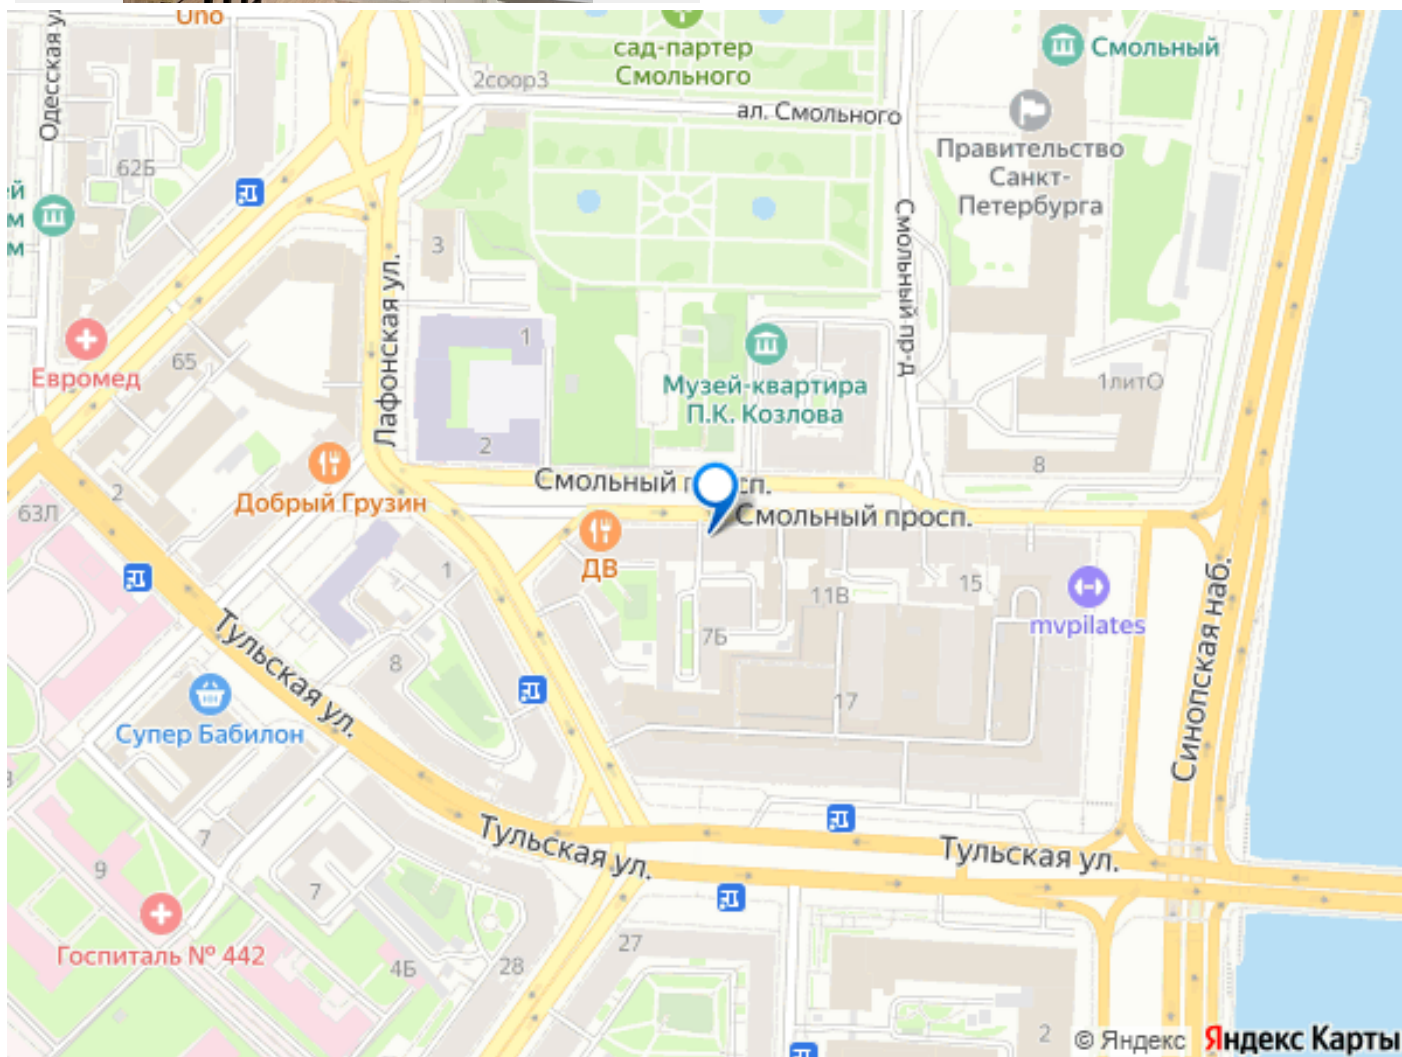 Uno
Одесская ул
сад-партер
Смольного
Смольный
2соор3
ал. Смольного
Правительство
Санкт-
Петербурга
62Б
ей
м
м
3
Лафонская ул.
Смольный пр-д
1
Музей-квартира
П.К. Козлова
Евромед
65
1литО
2
8
Смольный п
сп.
Добрый Грузин
2
63Л
Смольный просп.
ДВ
1
11В
15
mvpilates
7Б
Тульская ул.
8
17
Синопская наб.
Супер Бабилон
7
Тульская ул.
Тульская ул.
9
7
Госпиталь № 442
4Б
28
27
2
© Яндекс Яндекс Карты